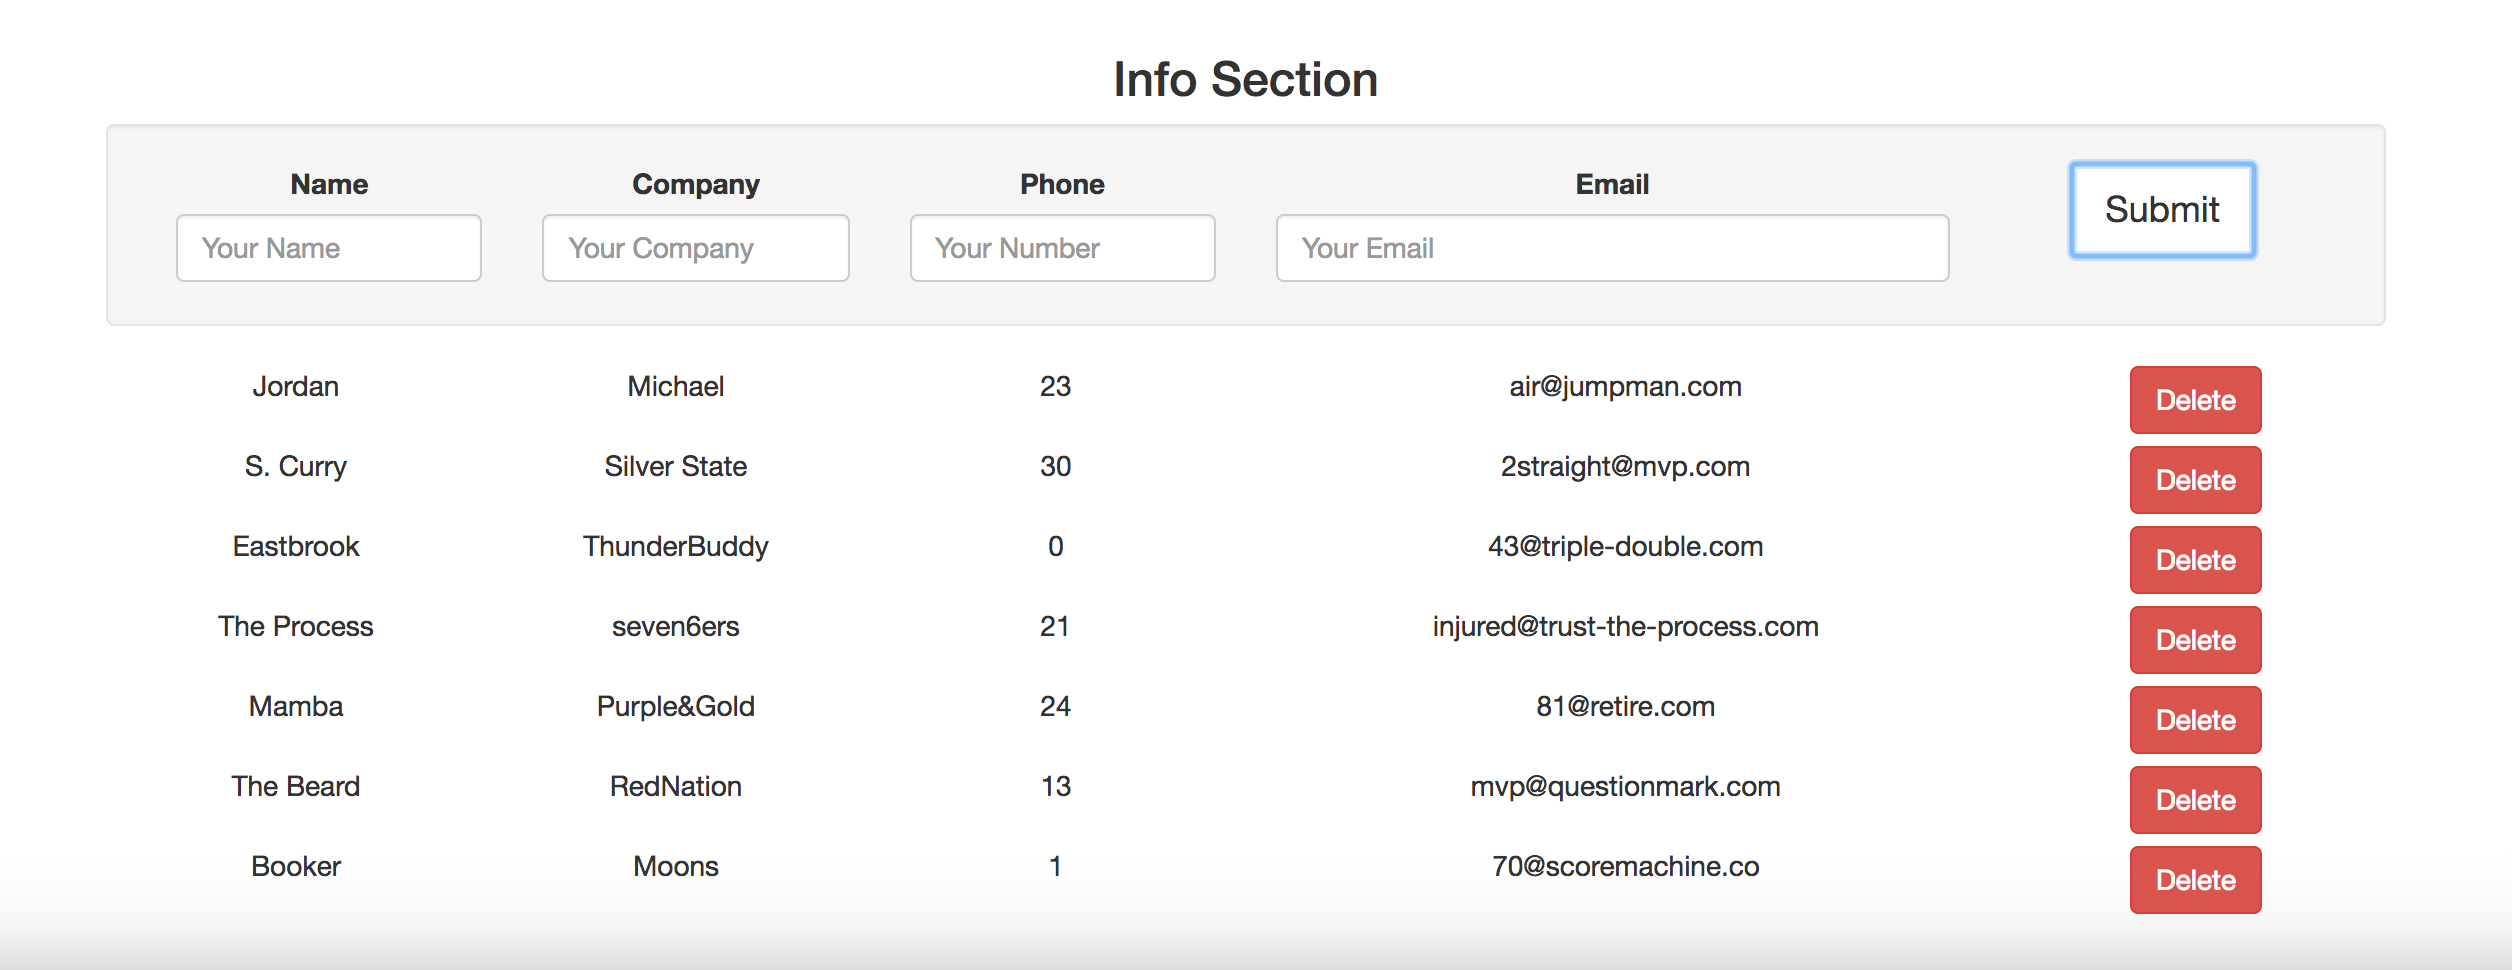 Info Section
Name Company Phone Email Submit
Your Name Your Company Your Number Your Email
Jordan Michael 23 air@jumpman.com Delete
S. Curry Silver State 30 2straight@mvp.com Delete
Eastbrook ThunderBuddy 0 43@triple-double.com Delete
The Process seven6ers 21 injured@trust-the-process.com Delete
Mamba Purple&Gold 24 81@retire.com Delete
The Beard RedNation 13 mvp@questionmark.com Delete
Booker Moons 1 70@scoremachine.co Delete